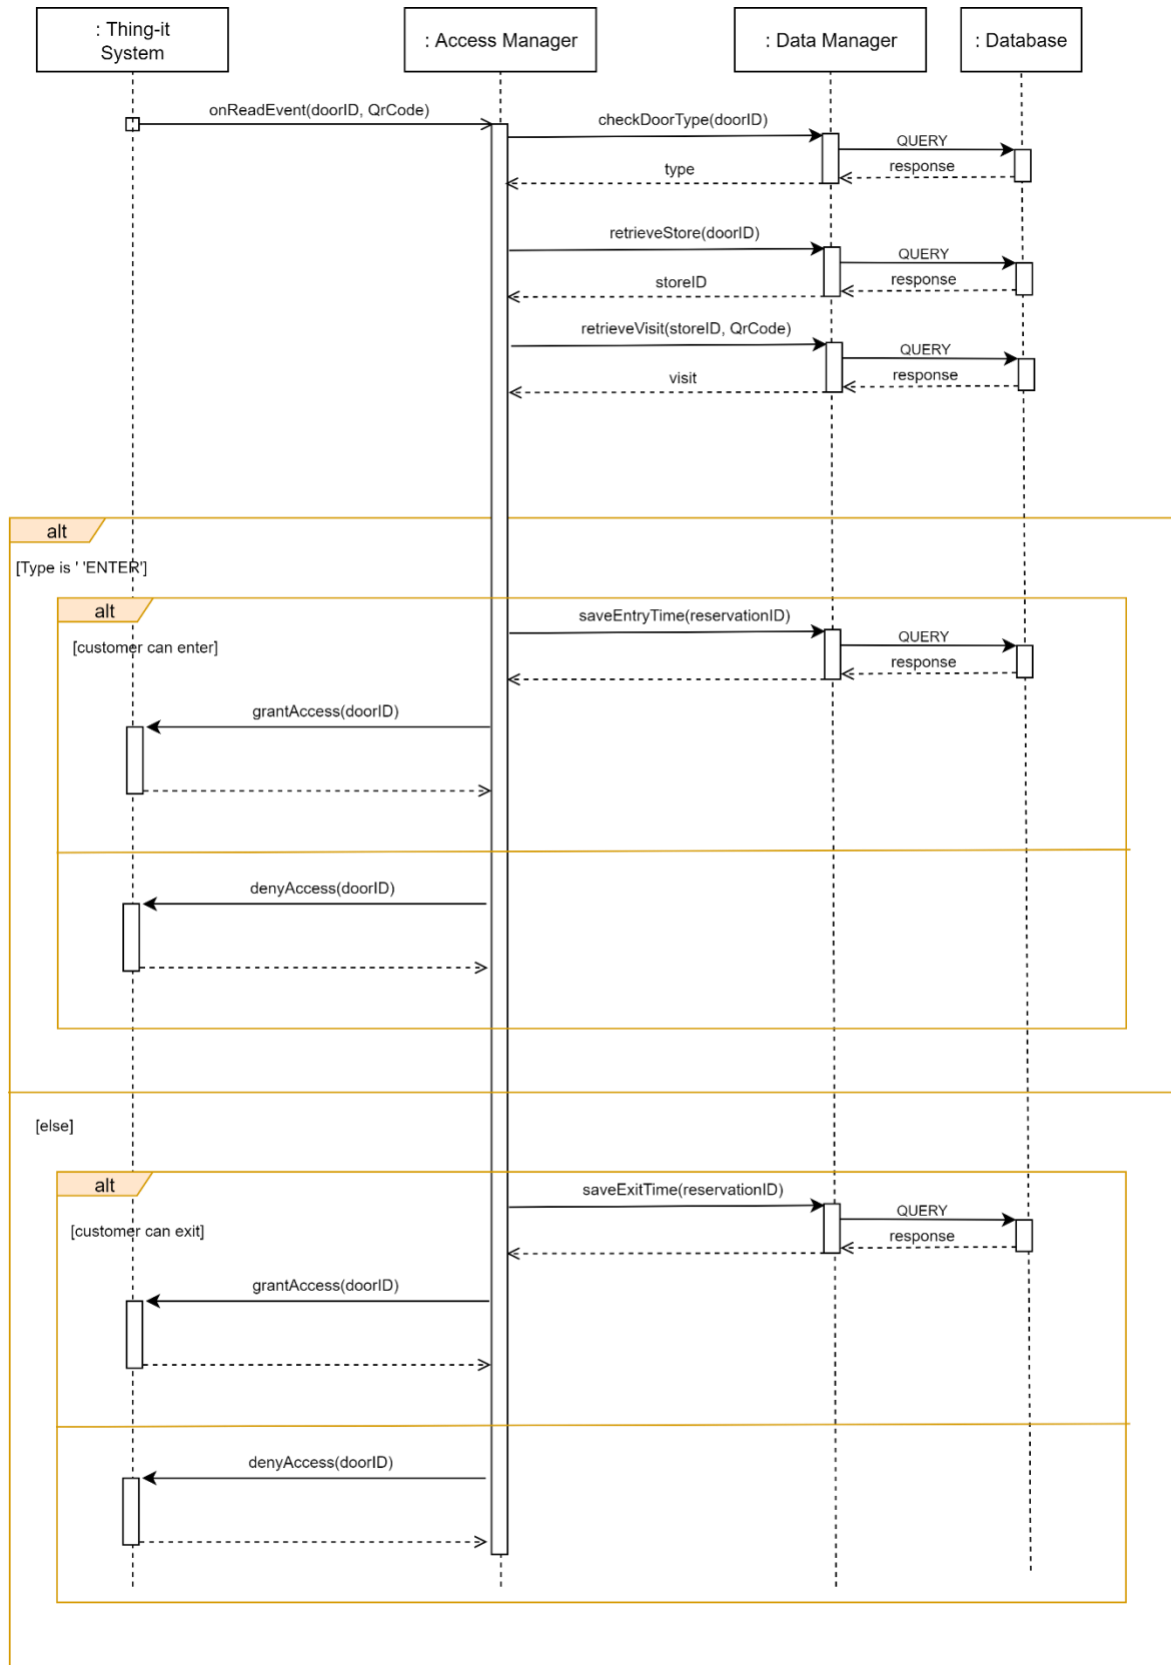 : Thing-it
System
: Access Manager
: Data Manager
: Database
onReadEvent(doorID, QrCode)
checkDoorType(doorID)
QUERY
response
type
retrieveStore(doorID)
QUERY
response
storeID
retrieveVisit(storeID, QrCode)
QUERY
response
visit
alt
[Type is ' 'ENTER']
alt
[customer can enter]
saveEntryTime(reservationID)
QUERY
response
grantAccess(doorID)
denyAccess(doorID)
[else]
alt
[customer can exit]
saveExitTime(reservationID)
QUERY
response
grantAccess(doorID)
denyAccess(doorID)